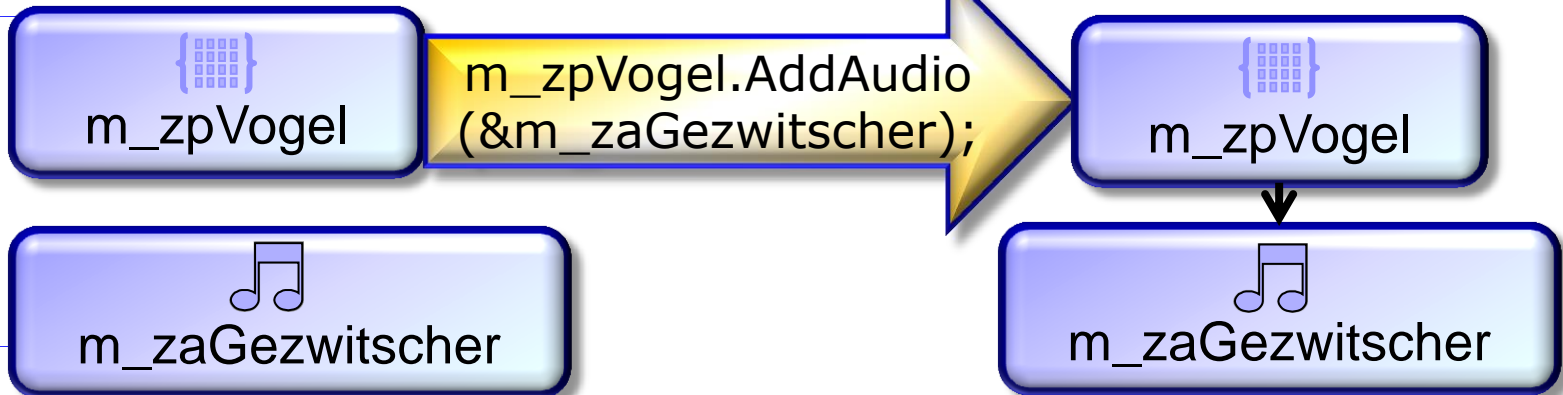 m_zpVogel
m_zpVogel.AddAudio
(&m_zaGezwitscher);
m_zpVogel
m_zaGezwitscher
m_zaGezwitscher